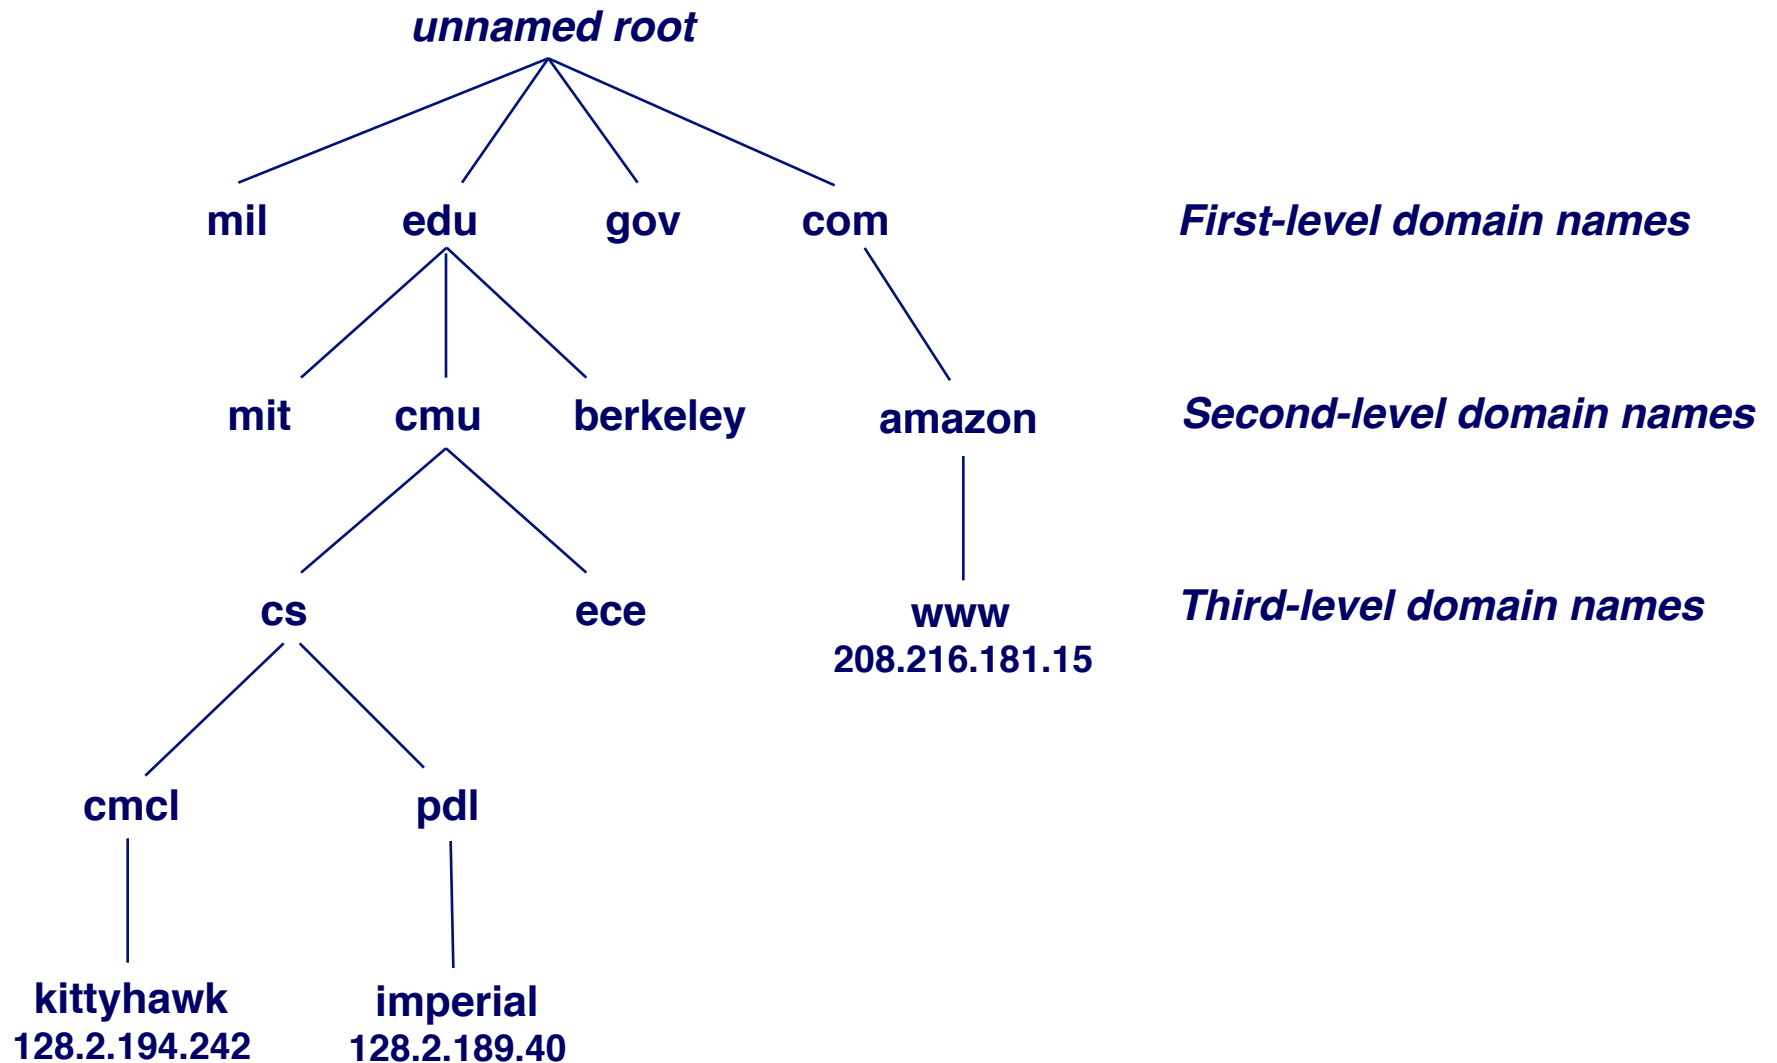 unnamed root
mil edu gov com First-level domain names
mit cmu berkeley amazon Second-level domain names
cs ece www Third-level domain names
208.216.181.15
cmcl pdl
kittyhawk imperial
128.2.194.242 128.2.189.40